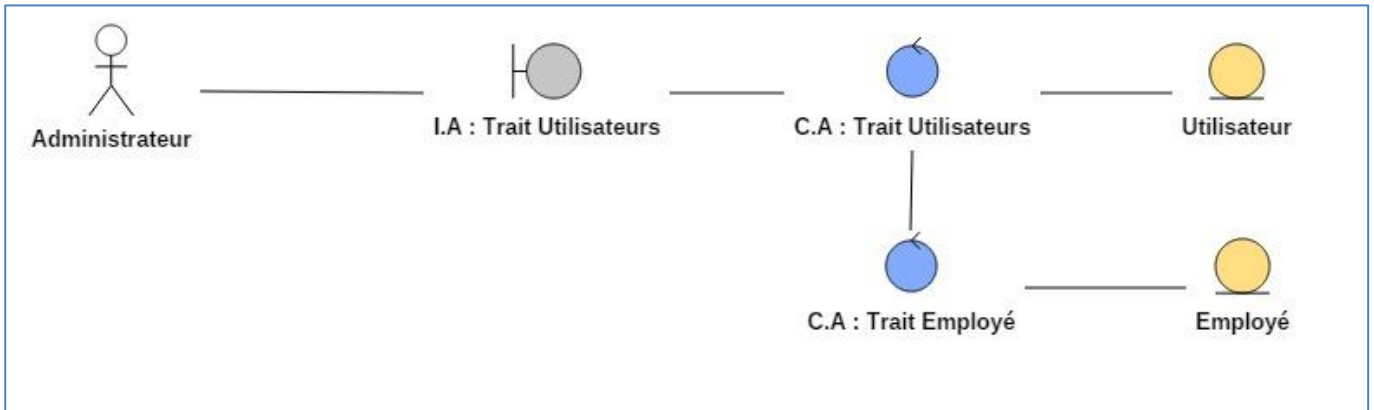 Administrateur
I.A : Trait Utilisateurs
C.A : Trait Utilisateurs
Utilisateur
C.A : Trait Employé
Employé